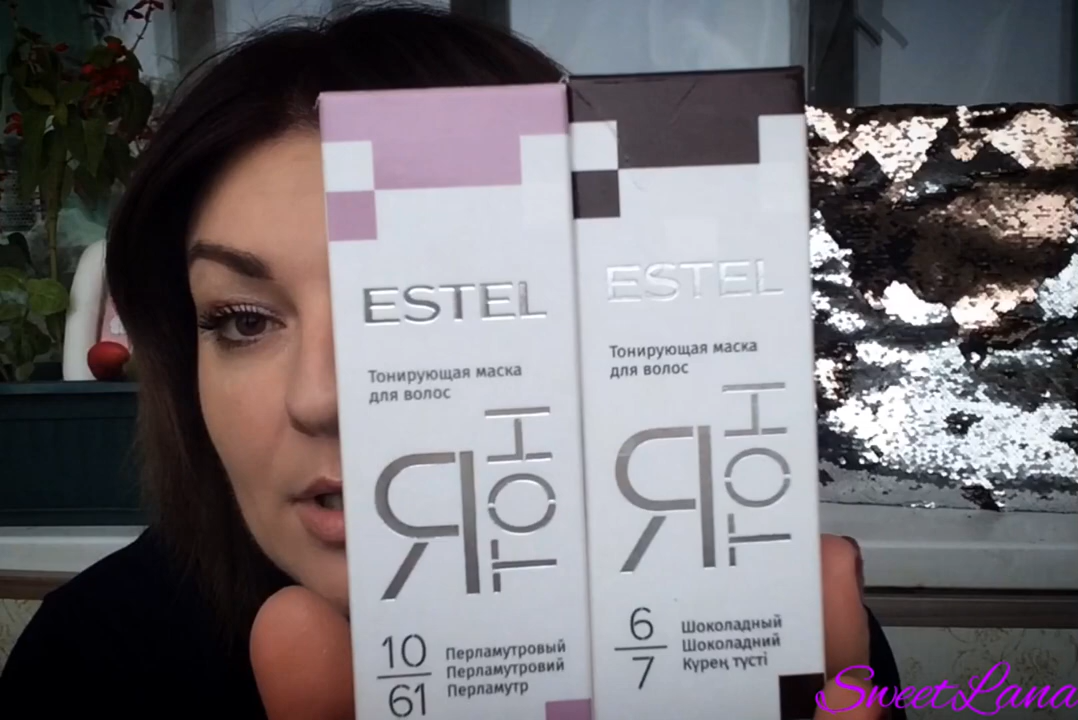 ESTEL
Тонирующая маска
для волос
Я
ТОН
10
61
Перламутровый
Перламутровий
Перламутр
ESTEL
Тонирующая маска
для волос
Я
ТОН
6
7
Шоколадный
Шоколадний
Күрең түсті
SweetLana